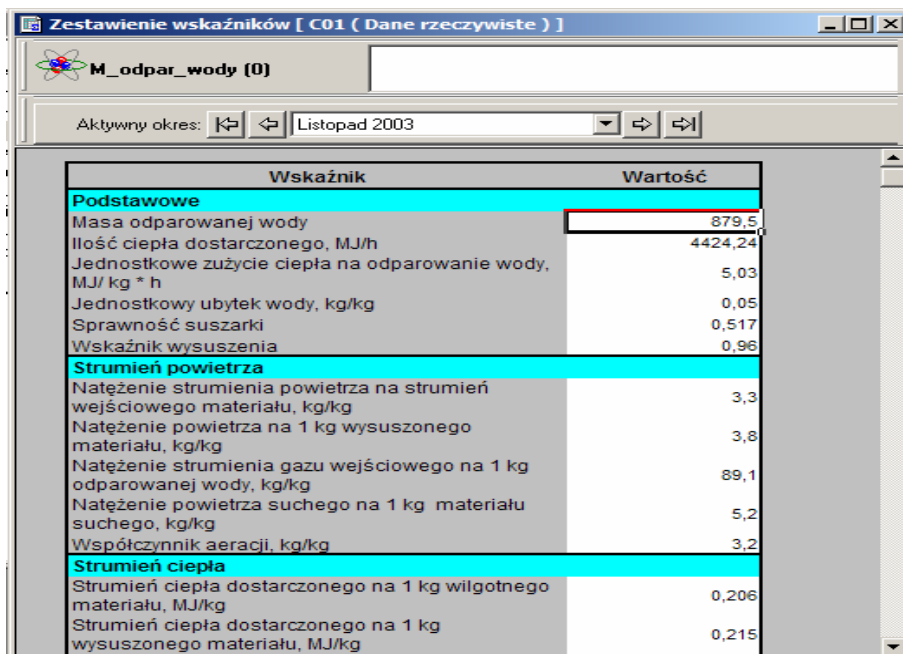 Zestawienie wskaźników [ C01 ( Dane rzeczywiste ) ]
M_odpar_wody (0)
Aktywny okres: Listopad 2003
Wskaźnik Wartość
Podstawowe
Masa odparowanej wody 879,5
Ilość ciepła dostarczonego, MJ/h 4424,24
Jednostkowe zużycie ciepła na odparowanie wody,
MJ/ kg * h 5,03
Jednostkowy ubytek wody, kg/kg 0,05
Sprawność suszarki 0,517
Wskaźnik wysuszenia 0,96
Strumień powietrza
Natężenie strumienia powietrza na strumień
wejściowego materiału, kg/kg 3,3
Natężenie powietrza na 1 kg wysuszonego
materiału, kg/kg 3,8
Natężenie strumienia gazu wejściowego na 1 kg
odparowanej wody, kg/kg 89,1
Natężenie powietrza suchego na 1 kg materiału
suchego, kg/kg 5,2
Współczynnik aeracji, kg/kg 3,2
Strumień ciepła
Strumień ciepła dostarczonego na 1 kg wilgotnego
materiału, MJ/kg 0,206
Strumień ciepła dostarczonego na 1 kg
wysuszonego materiału, MJ/kg 0,215